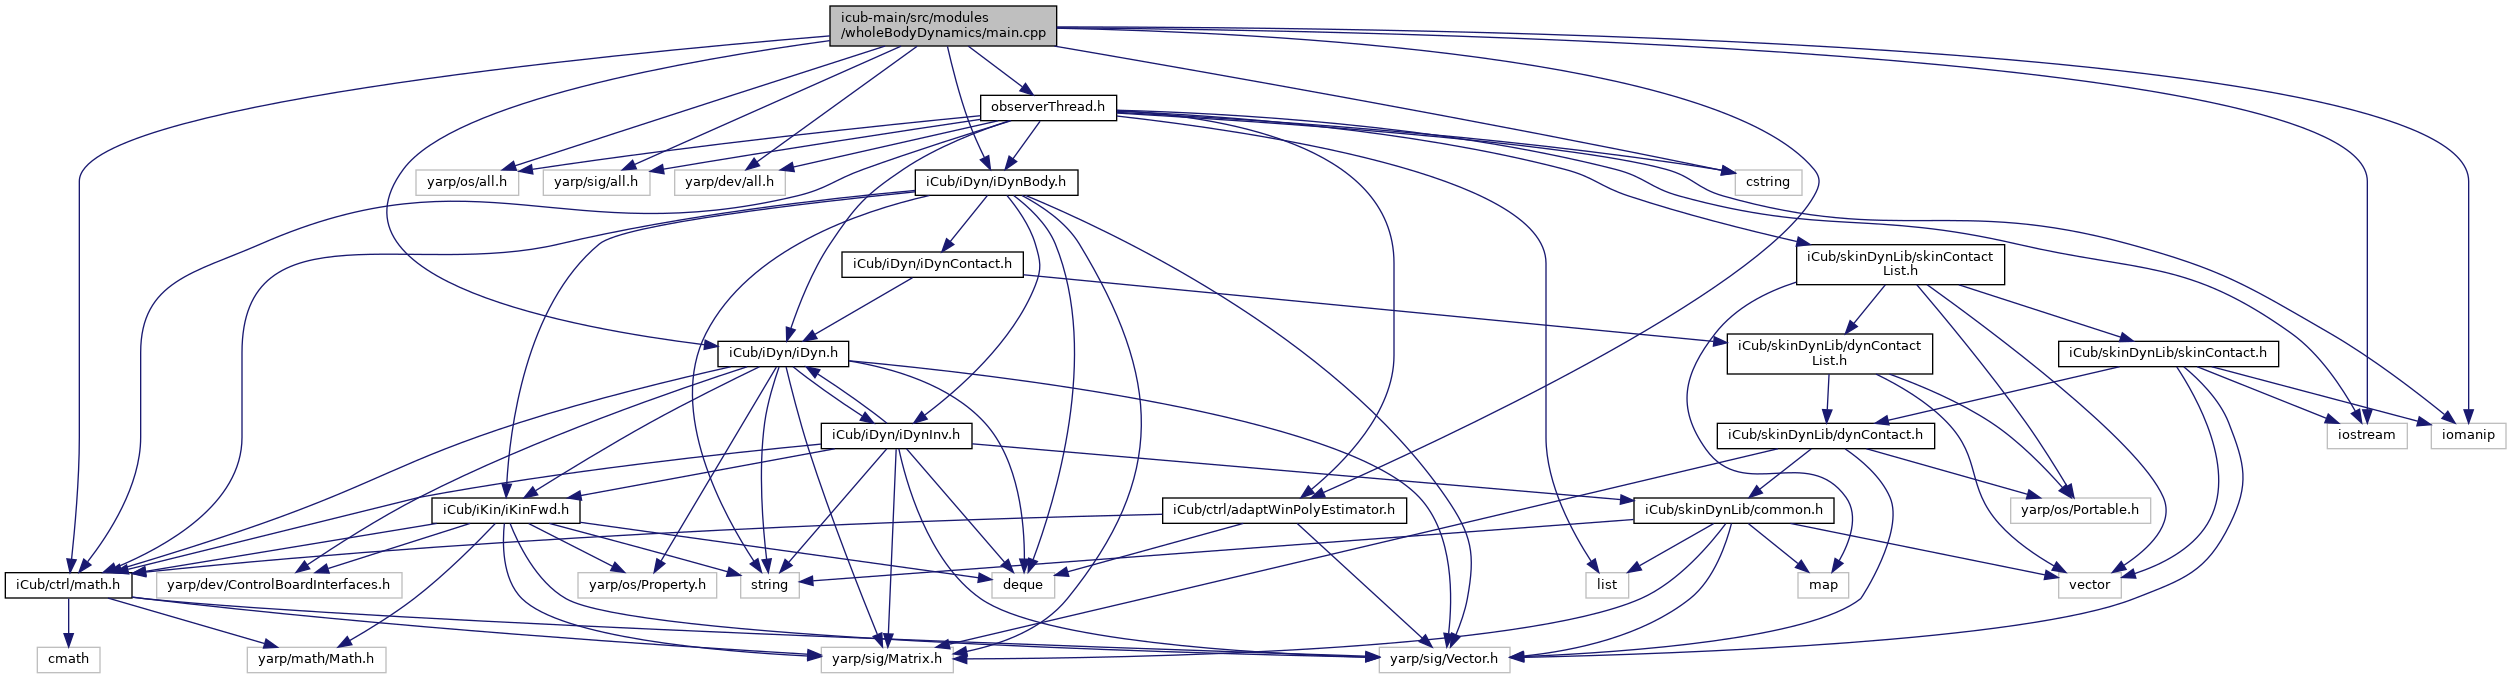 icub-main/src/modules
/wholeBodyDynamics/main.cpp
observerThread.h
yarp/os/all.h
yarp/sig/all.h
yarp/dev/all.h
iCub/iDyn/iDynBody.h
cstring
iCub/iDyn/iDynContact.h
iCub/skinDynLib/skinContact
List.h
iCub/iDyn/iDyn.h
iCub/skinDynLib/dynContact
List.h
iCub/skinDynLib/skinContact.h
iCub/iDyn/iDynInv.h
iCub/skinDynLib/dynContact.h
iostream
iomanip
iCub/iKin/iKinFwd.h
iCub/ctrl/adaptWinPolyEstimator.h
iCub/skinDynLib/common.h
yarp/os/Portable.h
iCub/ctrl/math.h
yarp/dev/ControlBoardInterfaces.h
yarp/os/Property.h
string
deque
list
map
vector
cmath
yarp/math/Math.h
yarp/sig/Matrix.h
yarp/sig/Vector.h